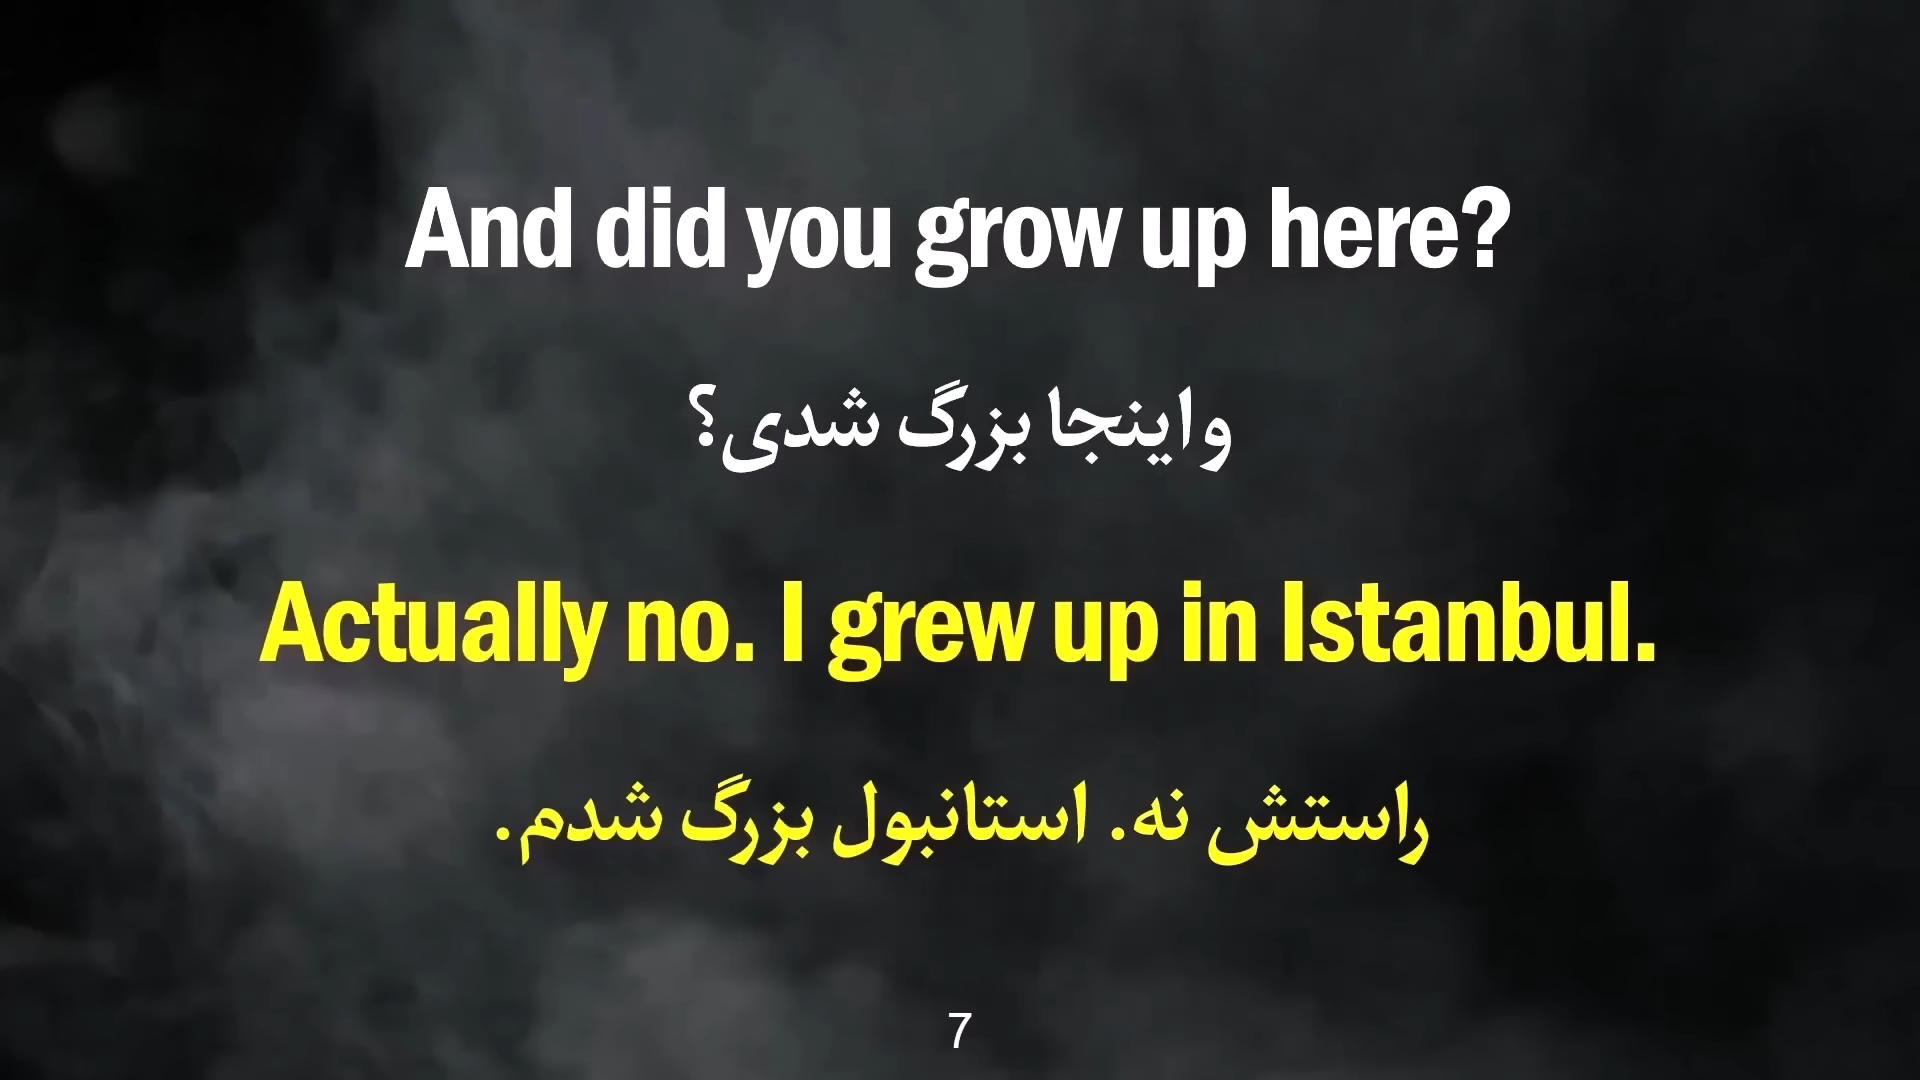 And did you grow up here?
و اینجا بزرگ شدی؟
Actually no. I grew up in Istanbul.
راستش نه. استانبول بزرگ شدم.
7